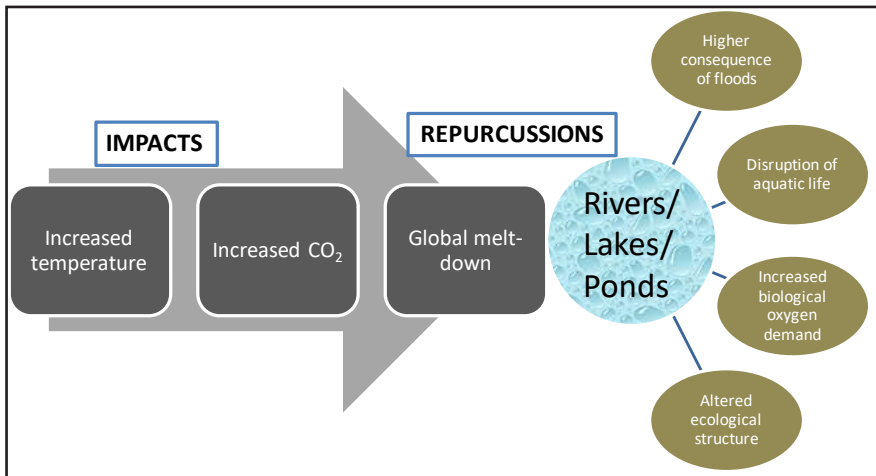 IMPACTS
REPURCUSSIONS
Increased
temperature
Increased CO₂
Global melt-
down
Rivers/
Lakes/
Ponds
Higher
consequence
of floods
Disruption of
aquatic life
Increased
biological
oxygen
demand
Altered
ecological
structure